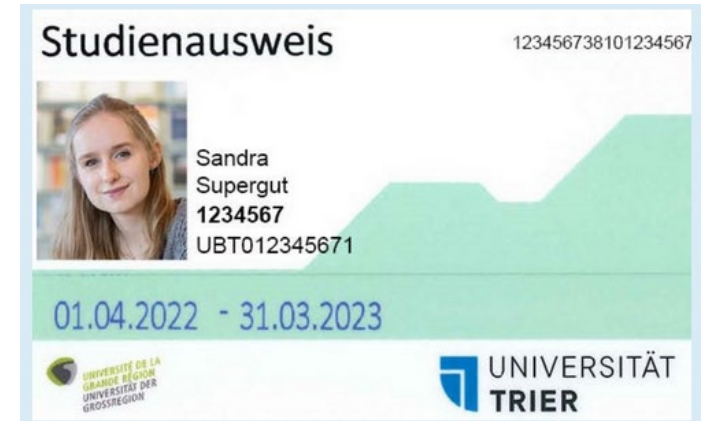 Studienausweis
123456738101234567
Sandra
Supergut
1234567
UBT012345671
01.04.2022 - 31.03.2023
UNIVERSITÉ DE LA
GRANDE RÉGION
UNIVERSITÄT DER
GROSSREGION
UNIVERSITÄT
TRIER